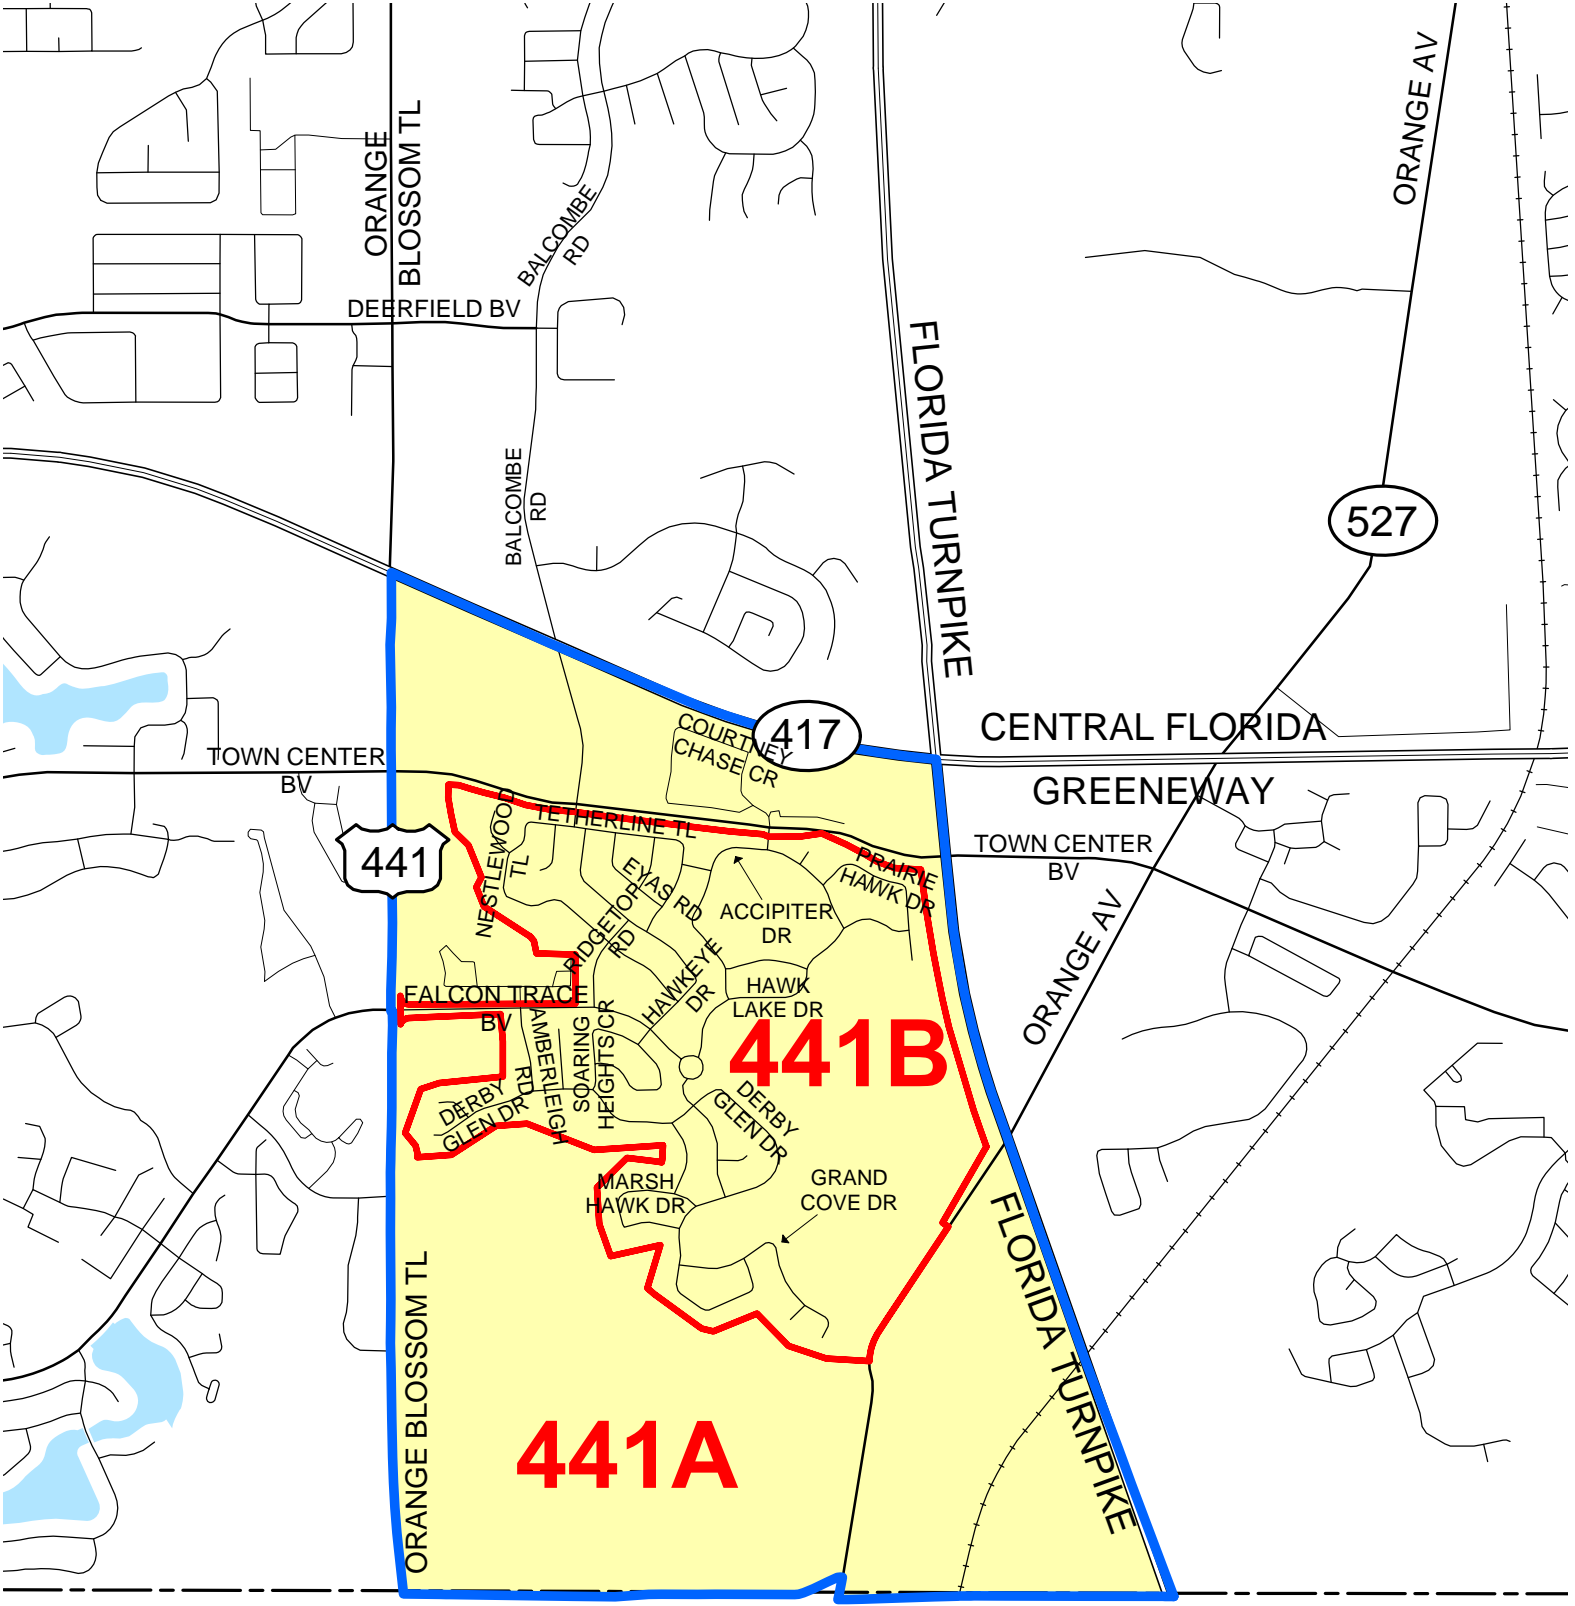 ORANGE AV
ORANGE
BLOSSOM TL
BALCOMBE
RD
DEERFIELD BV
FLORIDA TURNPIKE
BALCOMBE
RD
527
417
COURTNEY
CHASE CR
CENTRAL FLORIDA
GREENEWAY
TOWN CENTER
BV
TETHERLINE TL
NESTLEWOOD
TL
441
TOWN CENTER
BV
PRAIRIE
HAWK DR
EYAS RD
RIDGETOP
RD
ACCIPITER
DR
HAWKEYE
DR
HAWK
LAKE DR
ORANGE AV
FALCON TRACE
BV
441B
AMBERLEIGH
RD
SOARING
HEIGHTS CR
DERBY
GLEN DR
DERBY
GLEN DR
MARSH
HAWK DR
GRAND
COVE DR
FLORIDA TURNPIKE
ORANGE BLOSSOM TL
441A